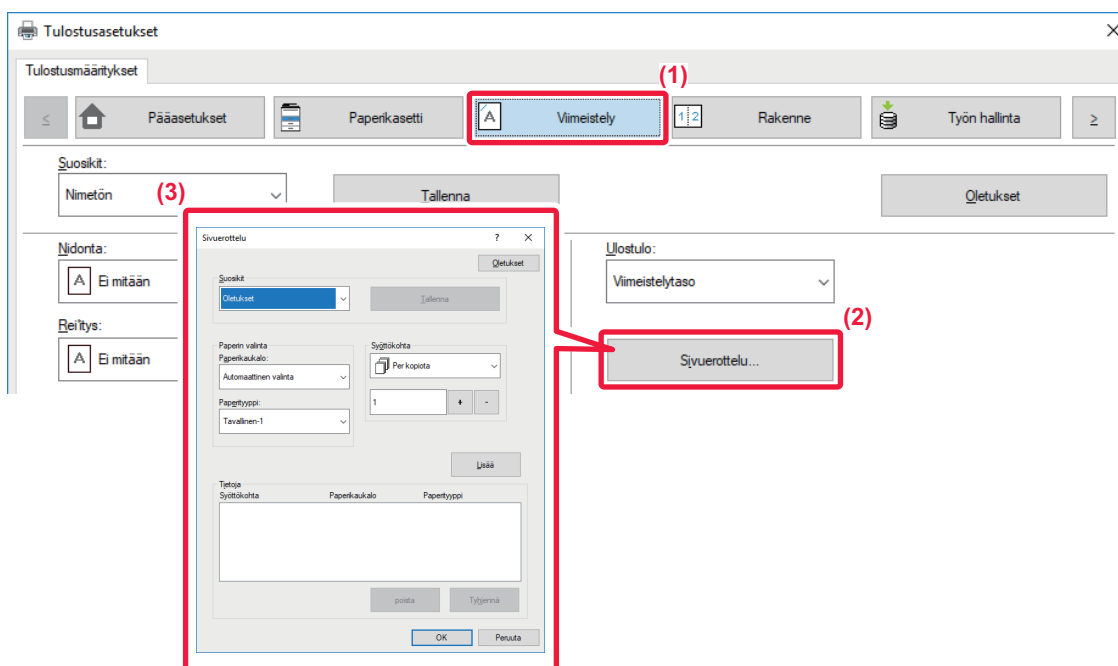 Tulostusasetukset
Tulostusmääritykset
(1)
< Pääasetukset Paperikasetti A Viimeistely 1 2 Rakenne Työn hallinta >
Suosikit:
Nimetön
Tallenna
Oletukset
(3)
Nidonta:
A Ei mitään
Rei'itys:
A Ei mitään
Ulostulo:
Viimeistelytaso
(2)
Sivuerottelu...
Sivuerottelu ? ×
Oletukset
Suosikit
Oletukset
Tallenna
Paperin valinta
Paperikaukalo:
Automaattinen valinta
Paperityyppi:
Tavallinen-1
Syöttökohta
Per kopiota
1 + -
Lisää
Tietoja
Syöttökohta Paperikaukalo Paperityyppi
poista Tyhjennä
OK Peruuta